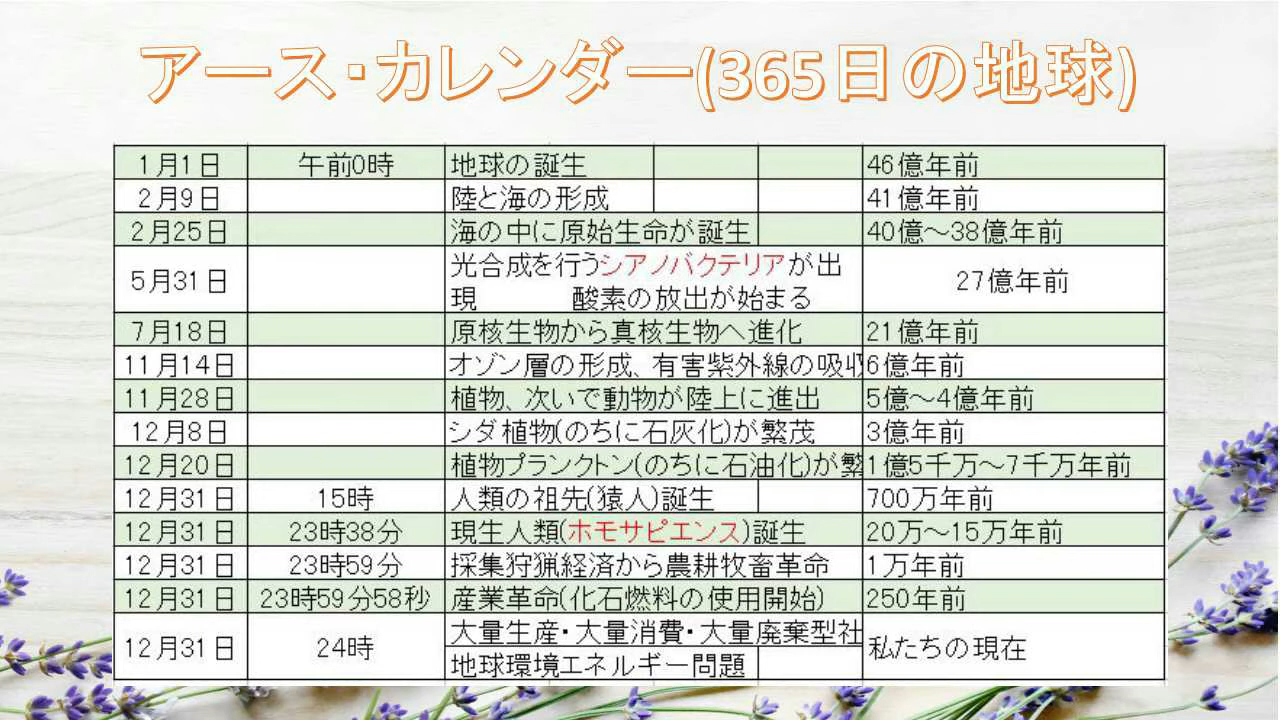 アース・カレンダー(365日の地球)
1月1日 午前0時 地球の誕生 46億年前
2月9日 陸と海の形成 41億年前
2月25日 海の中に原始生命が誕生 40億～38億年前
5月31日 光合成を行うシアノバクテリアが出 27億年前
現 酸素の放出が始まる
7月18日 原核生物から真核生物へ進化 21億年前
11月14日 オゾン層の形成、有害紫外線の吸収 6億年前
11月28日 植物、次いで動物が陸上に進出 5億～4億年前
12月8日 シダ植物(のちに石灰化)が繁茂 3億年前
12月20日 植物プランクトン(のちに石油化)が繁 1億5千万～7千万年前
12月31日 15時 人類の祖先(猿人)誕生 700万年前
12月31日 23時38分 現生人類(ホモサピエンス)誕生 20万～15万年前
12月31日 23時59分 採集狩猟経済から農耕牧畜革命 1万年前
12月31日 23時59分58秒 産業革命(化石燃料の使用開始) 250年前
12月31日 24時 大量生産・大量消費・大量廃棄型社 私たちの現在
地球環境エネルギー問題